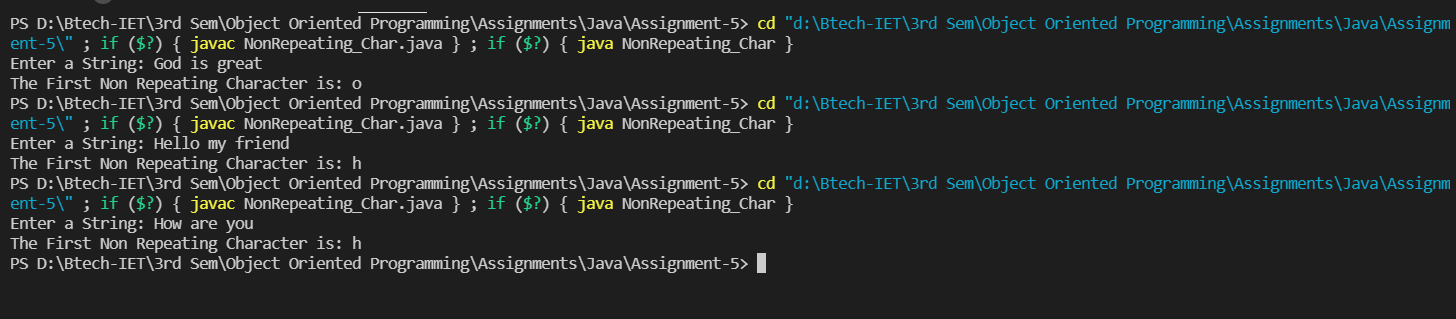 PS D:\Btech-IET\3rd Sem\Object Oriented Programming\Assignments\Java\Assignment-5> cd "d:\Btech-IET\3rd Sem\Object Oriented Programming\Assignments\Java\Assignm
ent-5\" ; if ($?) { javac NonRepeating_Char.java } ; if ($?) { java NonRepeating_Char }
Enter a String: God is great
The First Non Repeating Character is: o
PS D:\Btech-IET\3rd Sem\Object Oriented Programming\Assignments\Java\Assignment-5> cd "d:\Btech-IET\3rd Sem\Object Oriented Programming\Assignments\Java\Assignm
ent-5\" ; if ($?) { javac NonRepeating_Char.java } ; if ($?) { java NonRepeating_Char }
Enter a String: Hello my friend
The First Non Repeating Character is: h
PS D:\Btech-IET\3rd Sem\Object Oriented Programming\Assignments\Java\Assignment-5> cd "d:\Btech-IET\3rd Sem\Object Oriented Programming\Assignments\Java\Assignm
ent-5\" ; if ($?) { javac NonRepeating_Char.java } ; if ($?) { java NonRepeating_Char }
Enter a String: How are you
The First Non Repeating Character is: h
PS D:\Btech-IET\3rd Sem\Object Oriented Programming\Assignments\Java\Assignment-5>